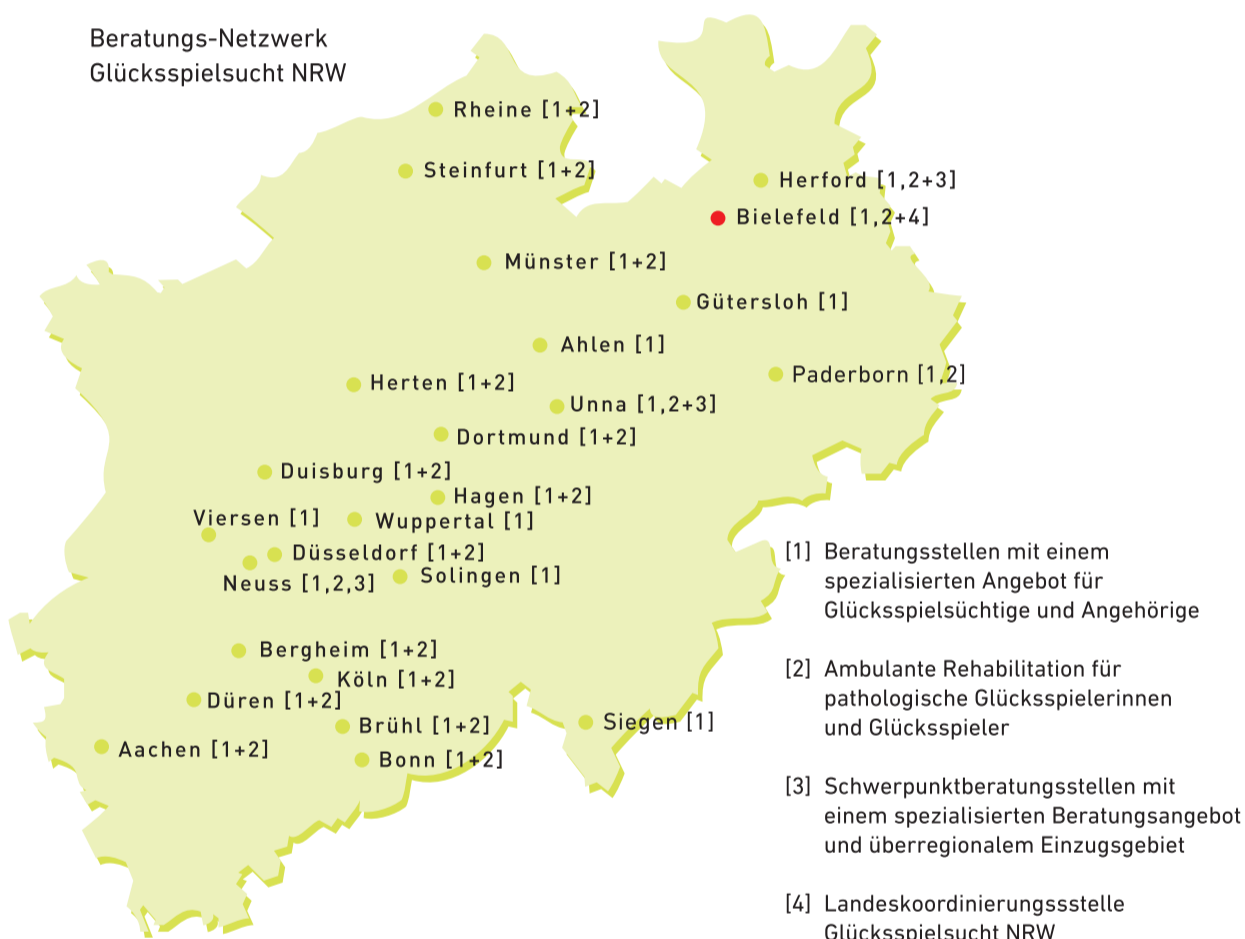 Beratungs-Netzwerk
Glücksspielsucht NRW
Rheine [1+2]
Steinfurt [1+2]
Herford [1,2+3]
Bielefeld [1,2+4]
Münster [1+2]
Gütersloh [1]
Ahlen [1]
Paderborn [1,2]
Herten [1+2]
Unna [1,2+3]
Dortmund [1+2]
Duisburg [1+2]
Hagen [1+2]
Viersen [1]
Wuppertal [1]
Düsseldorf [1+2]
Neuss [1,2,3]
Solingen [1]
Bergheim [1+2]
Köln [1+2]
Düren [1+2]
Brühl [1+2]
Siegen [1]
Aachen [1+2]
Bonn [1+2]
[1] Beratungsstellen mit einem
spezialisierten Angebot für
Glücksspielsüchtige und Angehörige
[2] Ambulante Rehabilitation für
pathologische Glücksspielerinnen
und Glücksspieler
[3] Schwerpunktberatungsstellen mit
einem spezialisierten Beratungsangebot
und überregionalem Einzugsgebiet
[4] Landeskoordinierungssstelle
Glücksspielsucht NRW